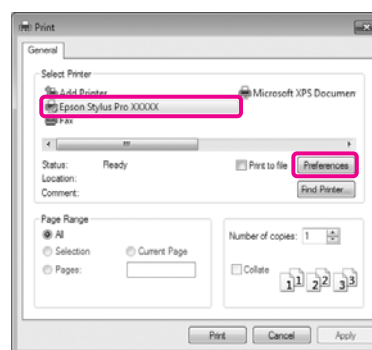 Print
General
Select Printer
Add Printer
Microsoft XPS Documen
Epson Stylus Pro XXXXX
Fax
Status: Ready
Print to file
Preferences
Location:
Comment:
Find Printer...
Page Range
All
Selection
Current Page
Pages:
Number of copies: 1
Collate
1 1 2 2 3 3
Print
Cancel
Apply